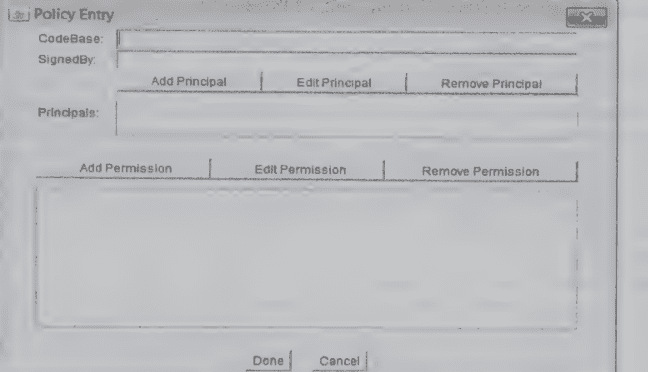 Policy Entry
CodeBase:
SignedBy:
Add Principal Edit Principal Remove Principal
Principals:
Add Permission Edit Permission Remove Permission
Done Cancel